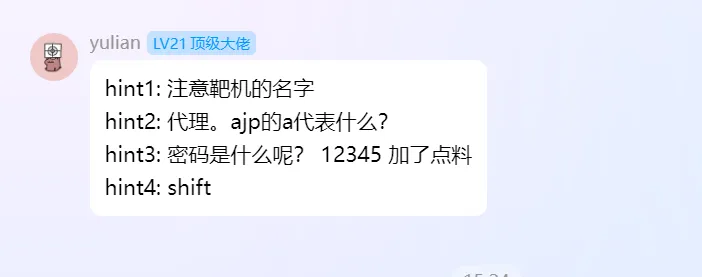 yulian LV21 顶级大佬
hint1: 注意靶机的名字
hint2: 代理。ajp的a代表什么?
hint3: 密码是什么呢? 12345 加了点料
hint4: shift